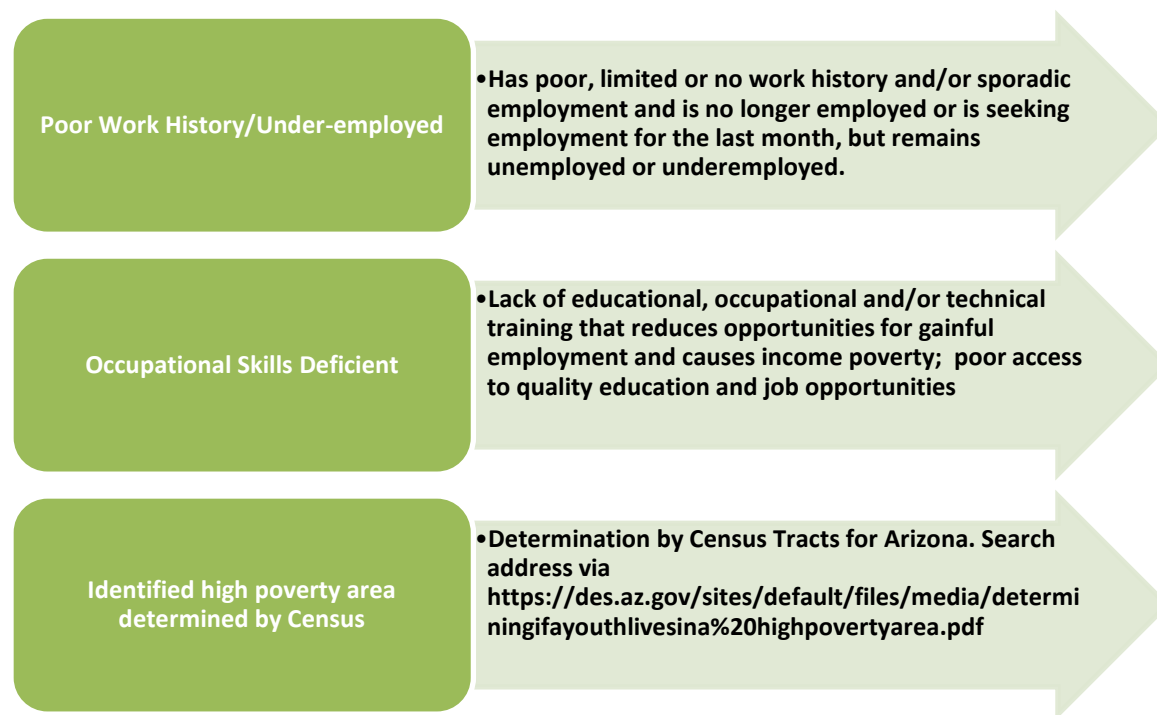 Poor Work History/Under-employed
•Has poor, limited or no work history and/or sporadic
employment and is no longer employed or is seeking
employment for the last month, but remains
unemployed or underemployed.
Occupational Skills Deficient
•Lack of educational, occupational and/or technical
training that reduces opportunities for gainful
employment and causes income poverty;  poor access
to quality education and job opportunities
Identified high poverty area
determined by Census
•Determination by Census Tracts for Arizona. Search
address via
https://des.az.gov/sites/default/files/media/determi
ningifayouthlivesina%20highpovertyarea.pdf